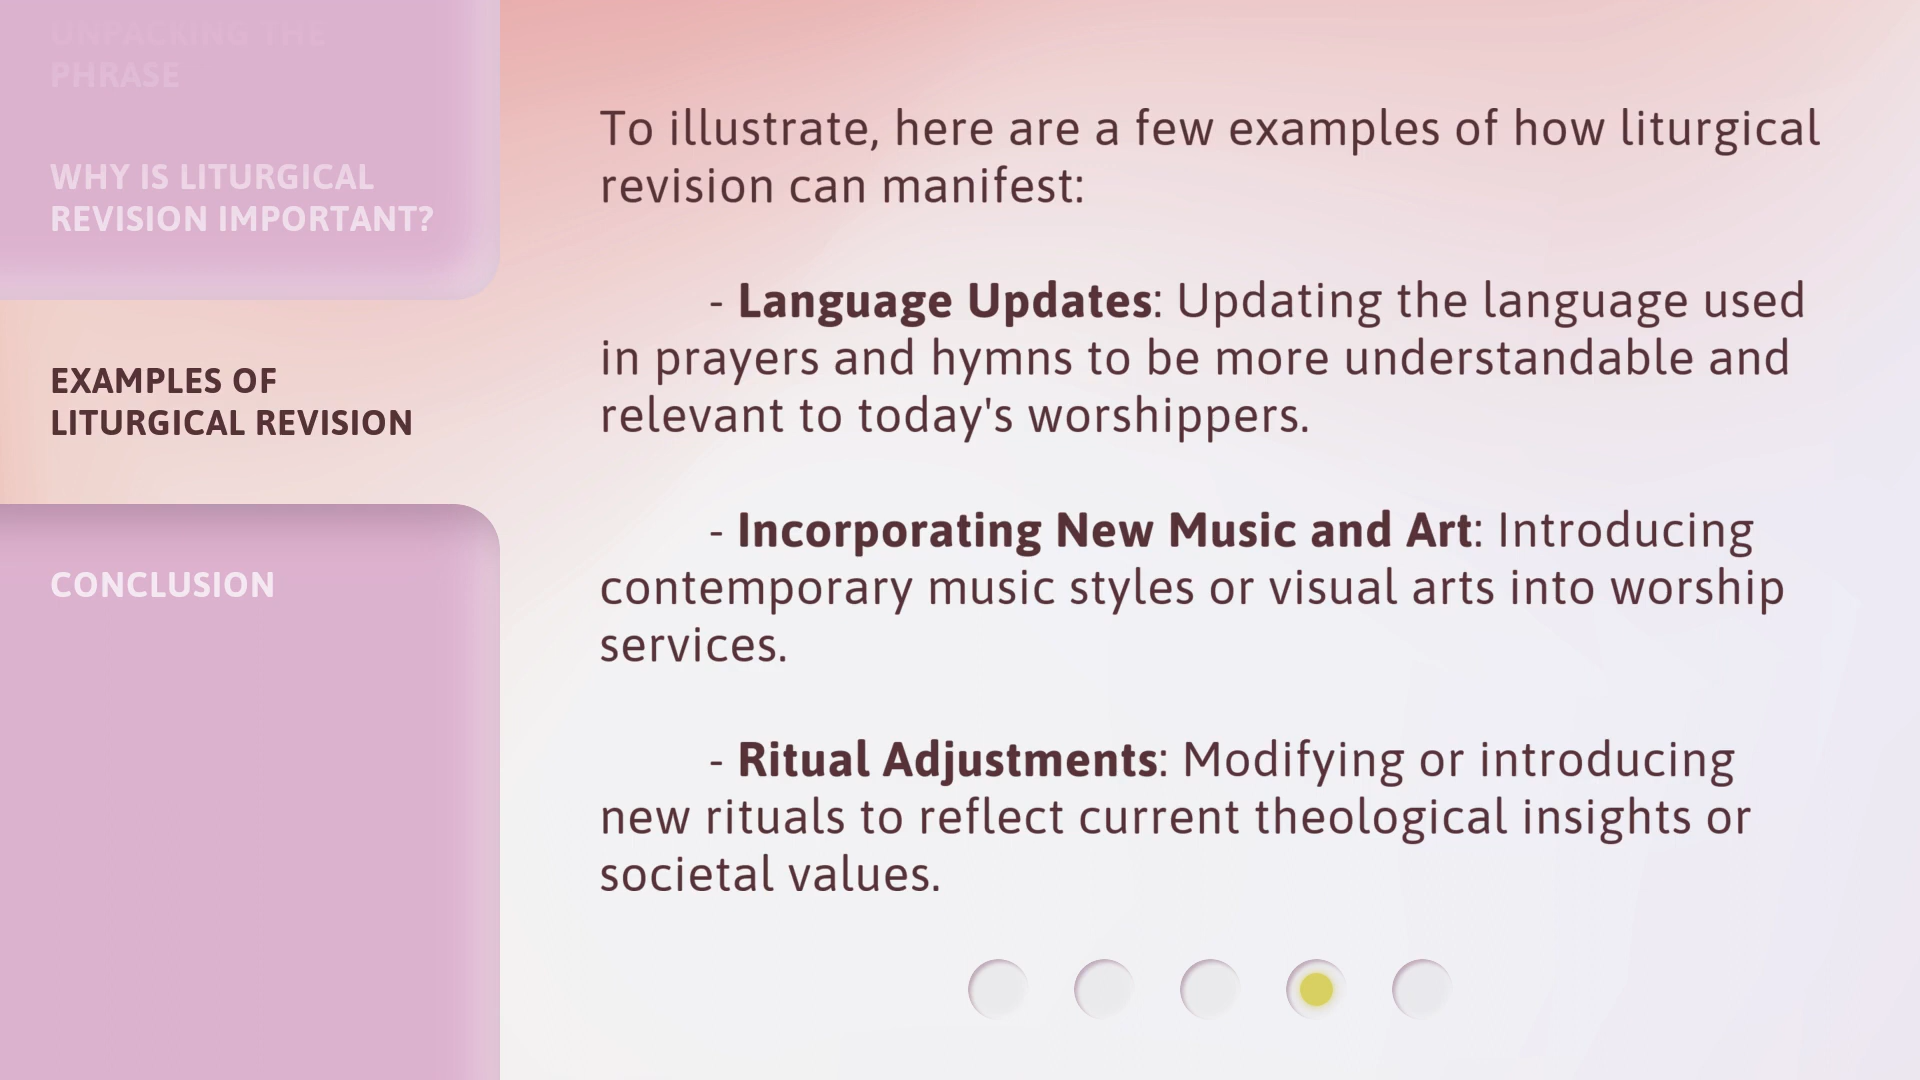 UNPACKING THE
PHRASE
WHY IS LITURGICAL
REVISION IMPORTANT?
EXAMPLES OF
LITURGICAL REVISION
CONCLUSION
To illustrate, here are a few examples of how liturgical
revision can manifest:
- Language Updates: Updating the language used
in prayers and hymns to be more understandable and
relevant to today's worshippers.
- Incorporating New Music and Art: Introducing
contemporary music styles or visual arts into worship
services.
- Ritual Adjustments: Modifying or introducing
new rituals to reflect current theological insights or
societal values.